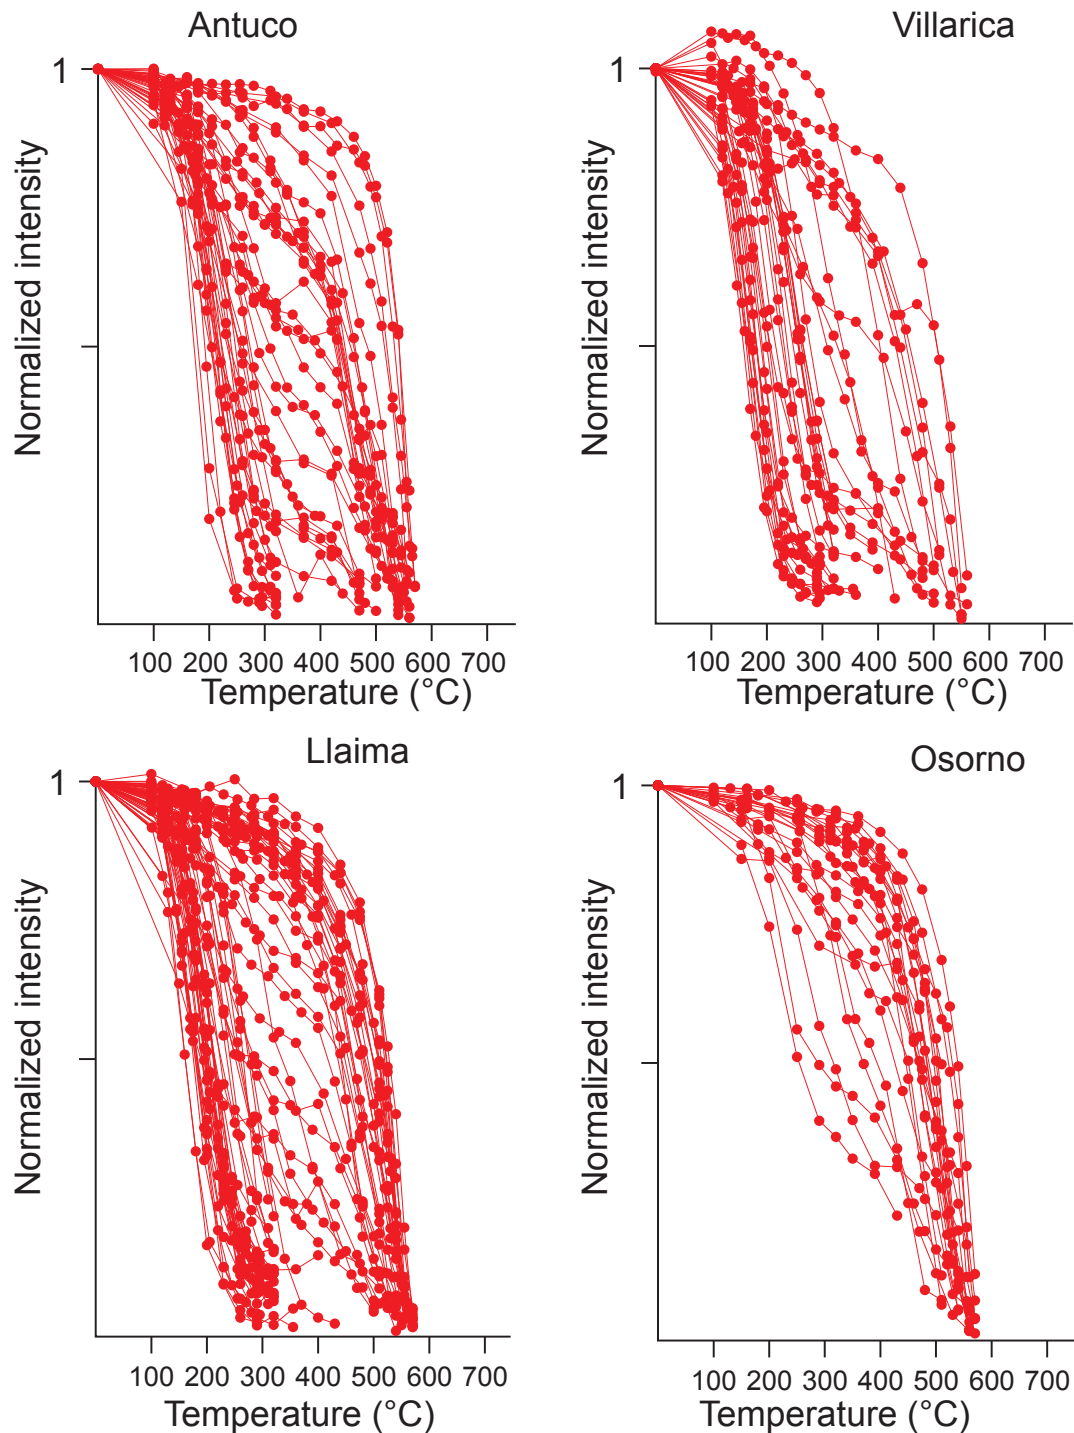 Antuco
1
Normalized intensity
100 200 300 400 500 600 700
Temperature (°C)
Villarica
1
Normalized intensity
100 200 300 400 500 600 700
Temperature (°C)
Llaima
1
Normalized intensity
100 200 300 400 500 600 700
Temperature (°C)
Osorno
1
Normalized intensity
100 200 300 400 500 600 700
Temperature (°C)